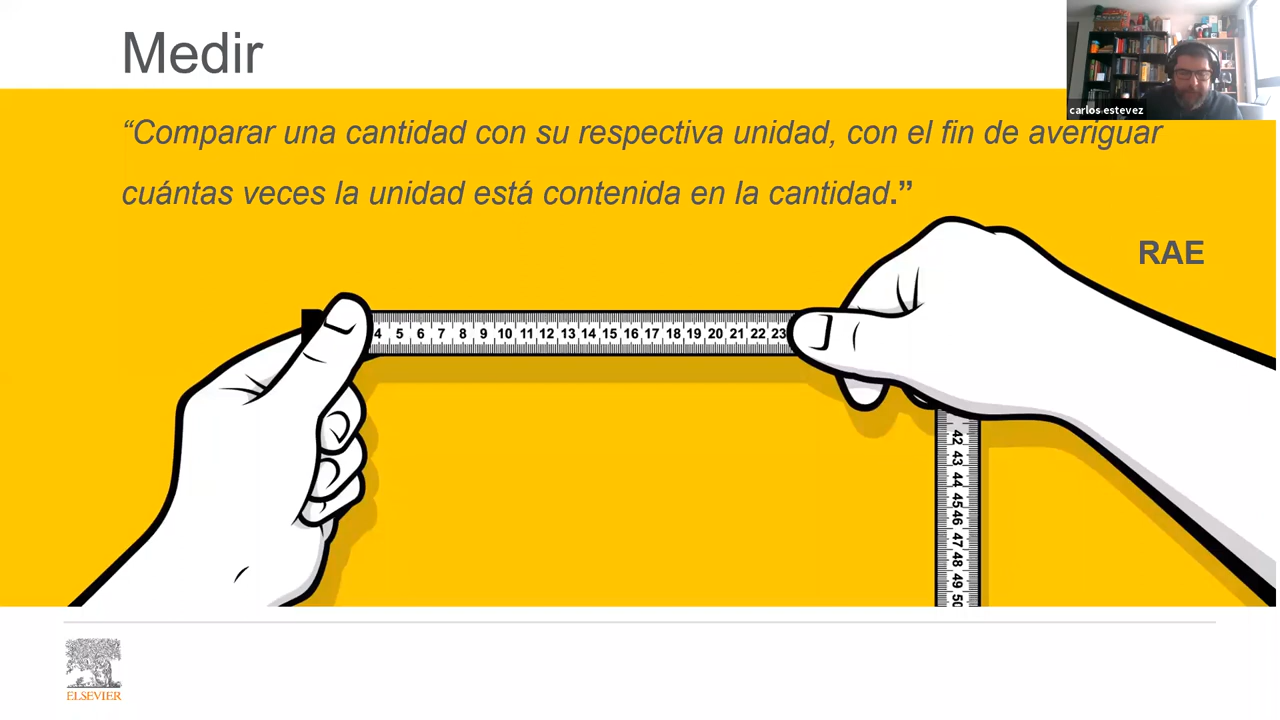 Medir
carlos estevez
“Comparar una cantidad con su respectiva unidad, con el fin de averiguar
cuántas veces la unidad está contenida en la cantidad.”
RAE
4 5 6 7 8 9 10 11 12 13 14 15 16 17 18 19 20 21 22 23
42 43 44 45 46 47 48 49 50
ELSEVIER